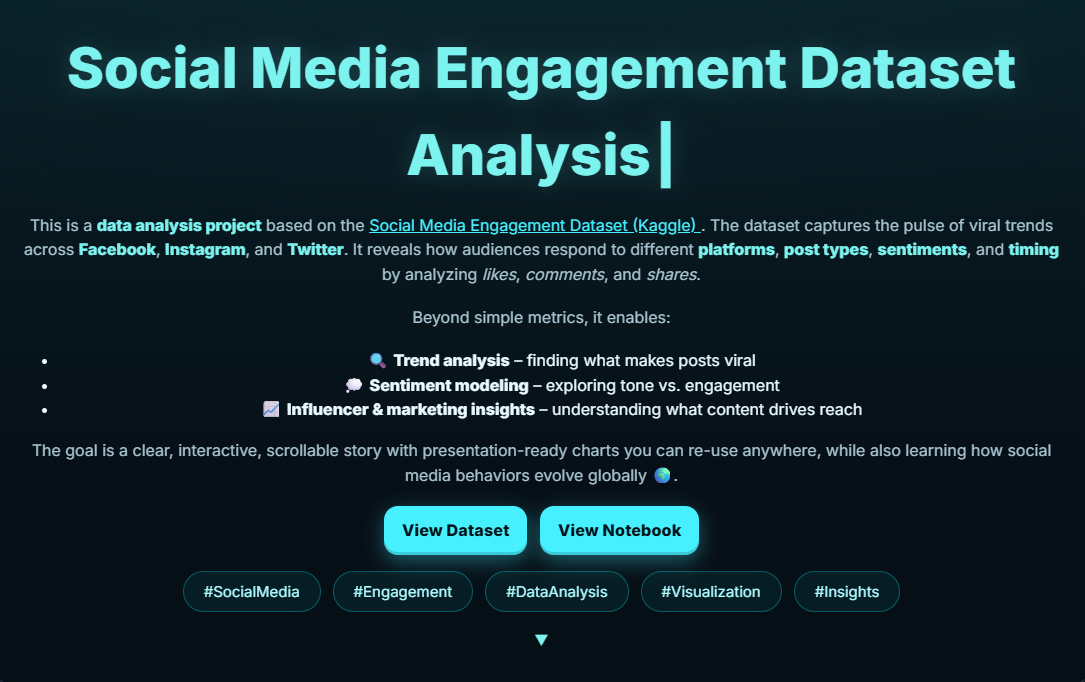 Social Media Engagement Dataset
Analysis|
This is a data analysis project based on the Social Media Engagement Dataset (Kaggle) . The dataset captures the pulse of viral trends
across Facebook, Instagram, and Twitter. It reveals how audiences respond to different platforms, post types, sentiments, and timing
by analyzing likes, comments, and shares.
Beyond simple metrics, it enables:
• 🔍 Trend analysis – finding what makes posts viral
• 💭 Sentiment modeling – exploring tone vs. engagement
• 📈 Influencer & marketing insights – understanding what content drives reach
The goal is a clear, interactive, scrollable story with presentation-ready charts you can re-use anywhere, while also learning how social
media behaviors evolve globally 🌍.
View Dataset View Notebook
#SocialMedia #Engagement #DataAnalysis #Visualization #Insights
▼